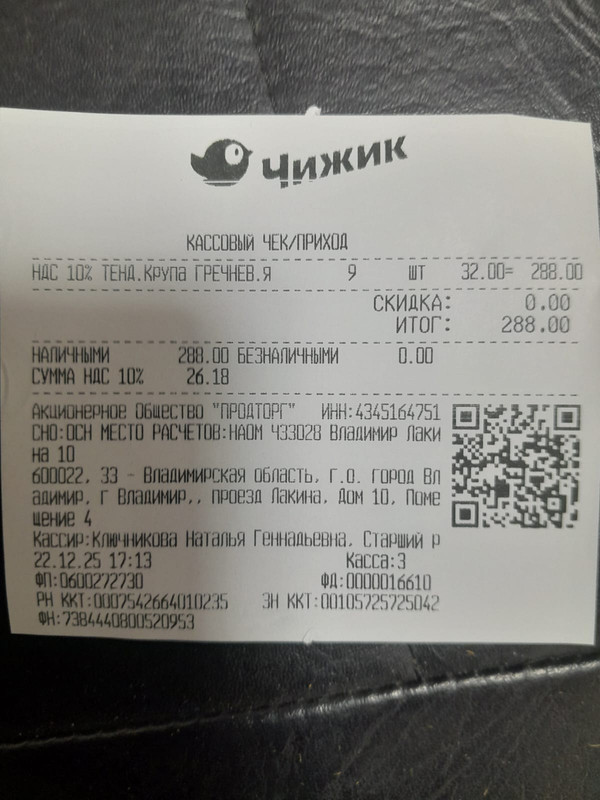 Чижик
КАССОВЫЙ ЧЕК/ПРИХОД
НДС 10% ТЕНД.Крупа ГРЕЧНЕВ.Я 9 ШТ 32.00= 288.00
СКИДКА: 0.00
ИТОГ: 288.00
НАЛИЧНЫМИ 288.00 БЕЗНАЛИЧНЫМИ 0.00
СУММА НДС 10% 26.18
Акционерное Общество "ПРОДТОРГ" ИНН:4345164751
СНО:ОСН МЕСТО РАСЧЕТОВ:НАОМ Ч33028 Владимир Лаки
на 10
600022, 33 - Владимирская область, Г.О. город Вл
адимир, г Владимир,, проезд Лакина, Дом 10, Поме
щение 4
Кассир:Ключникова Наталья Геннадьевна, Старший р
22.12.25 17:13 Касса:3
ФП:0600272730 ФД:0000016610
РН ККТ:0007542664010235 ЗН ККТ:00105725725042
ФН:7384440800520953